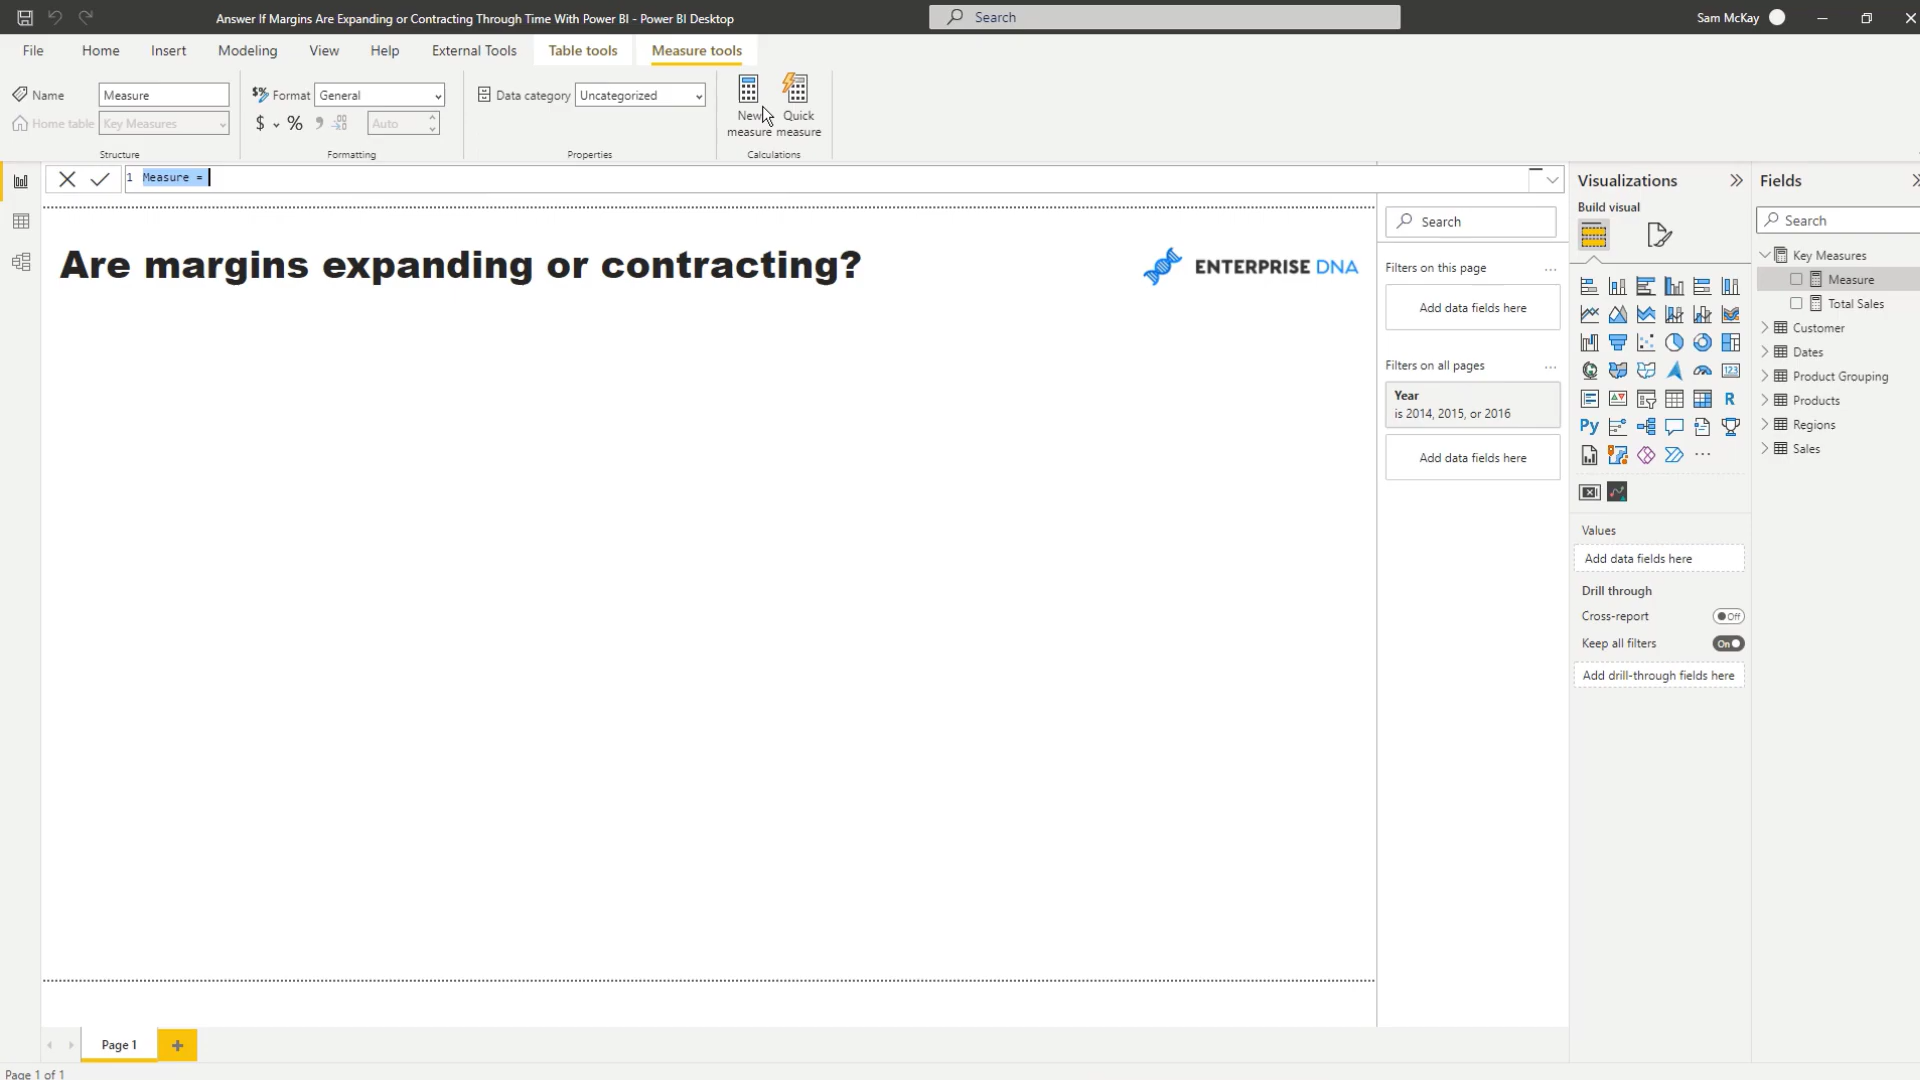 Answer If Margins Are Expanding or Contracting Through Time With Power BI - Power BI Desktop
Search
Sam McKay
File
Home
Insert
Modeling
View
Help
External Tools
Table tools
Measure tools
Name
Measure
Home table
Key Measures
Structure
Format
General
$
%
Auto
Formatting
Data category
Uncategorized
Properties
New measure
Quick measure
Calculations
1 Measure =
Are margins expanding or contracting?
ENTERPRISE DNA
Search
Filters on this page
...
Add data fields here
Filters on all pages
...
Year
is 2014, 2015, or 2016
Add data fields here
Visualizations
Build visual
123
R
Py
...
Values
Add data fields here
Drill through
Cross-report
Off
Keep all filters
On
Add drill-through fields here
Fields
Search
Key Measures
Measure
Total Sales
Customer
Dates
Product Grouping
Products
Regions
Sales
Page 1
+
Page 1 of 1